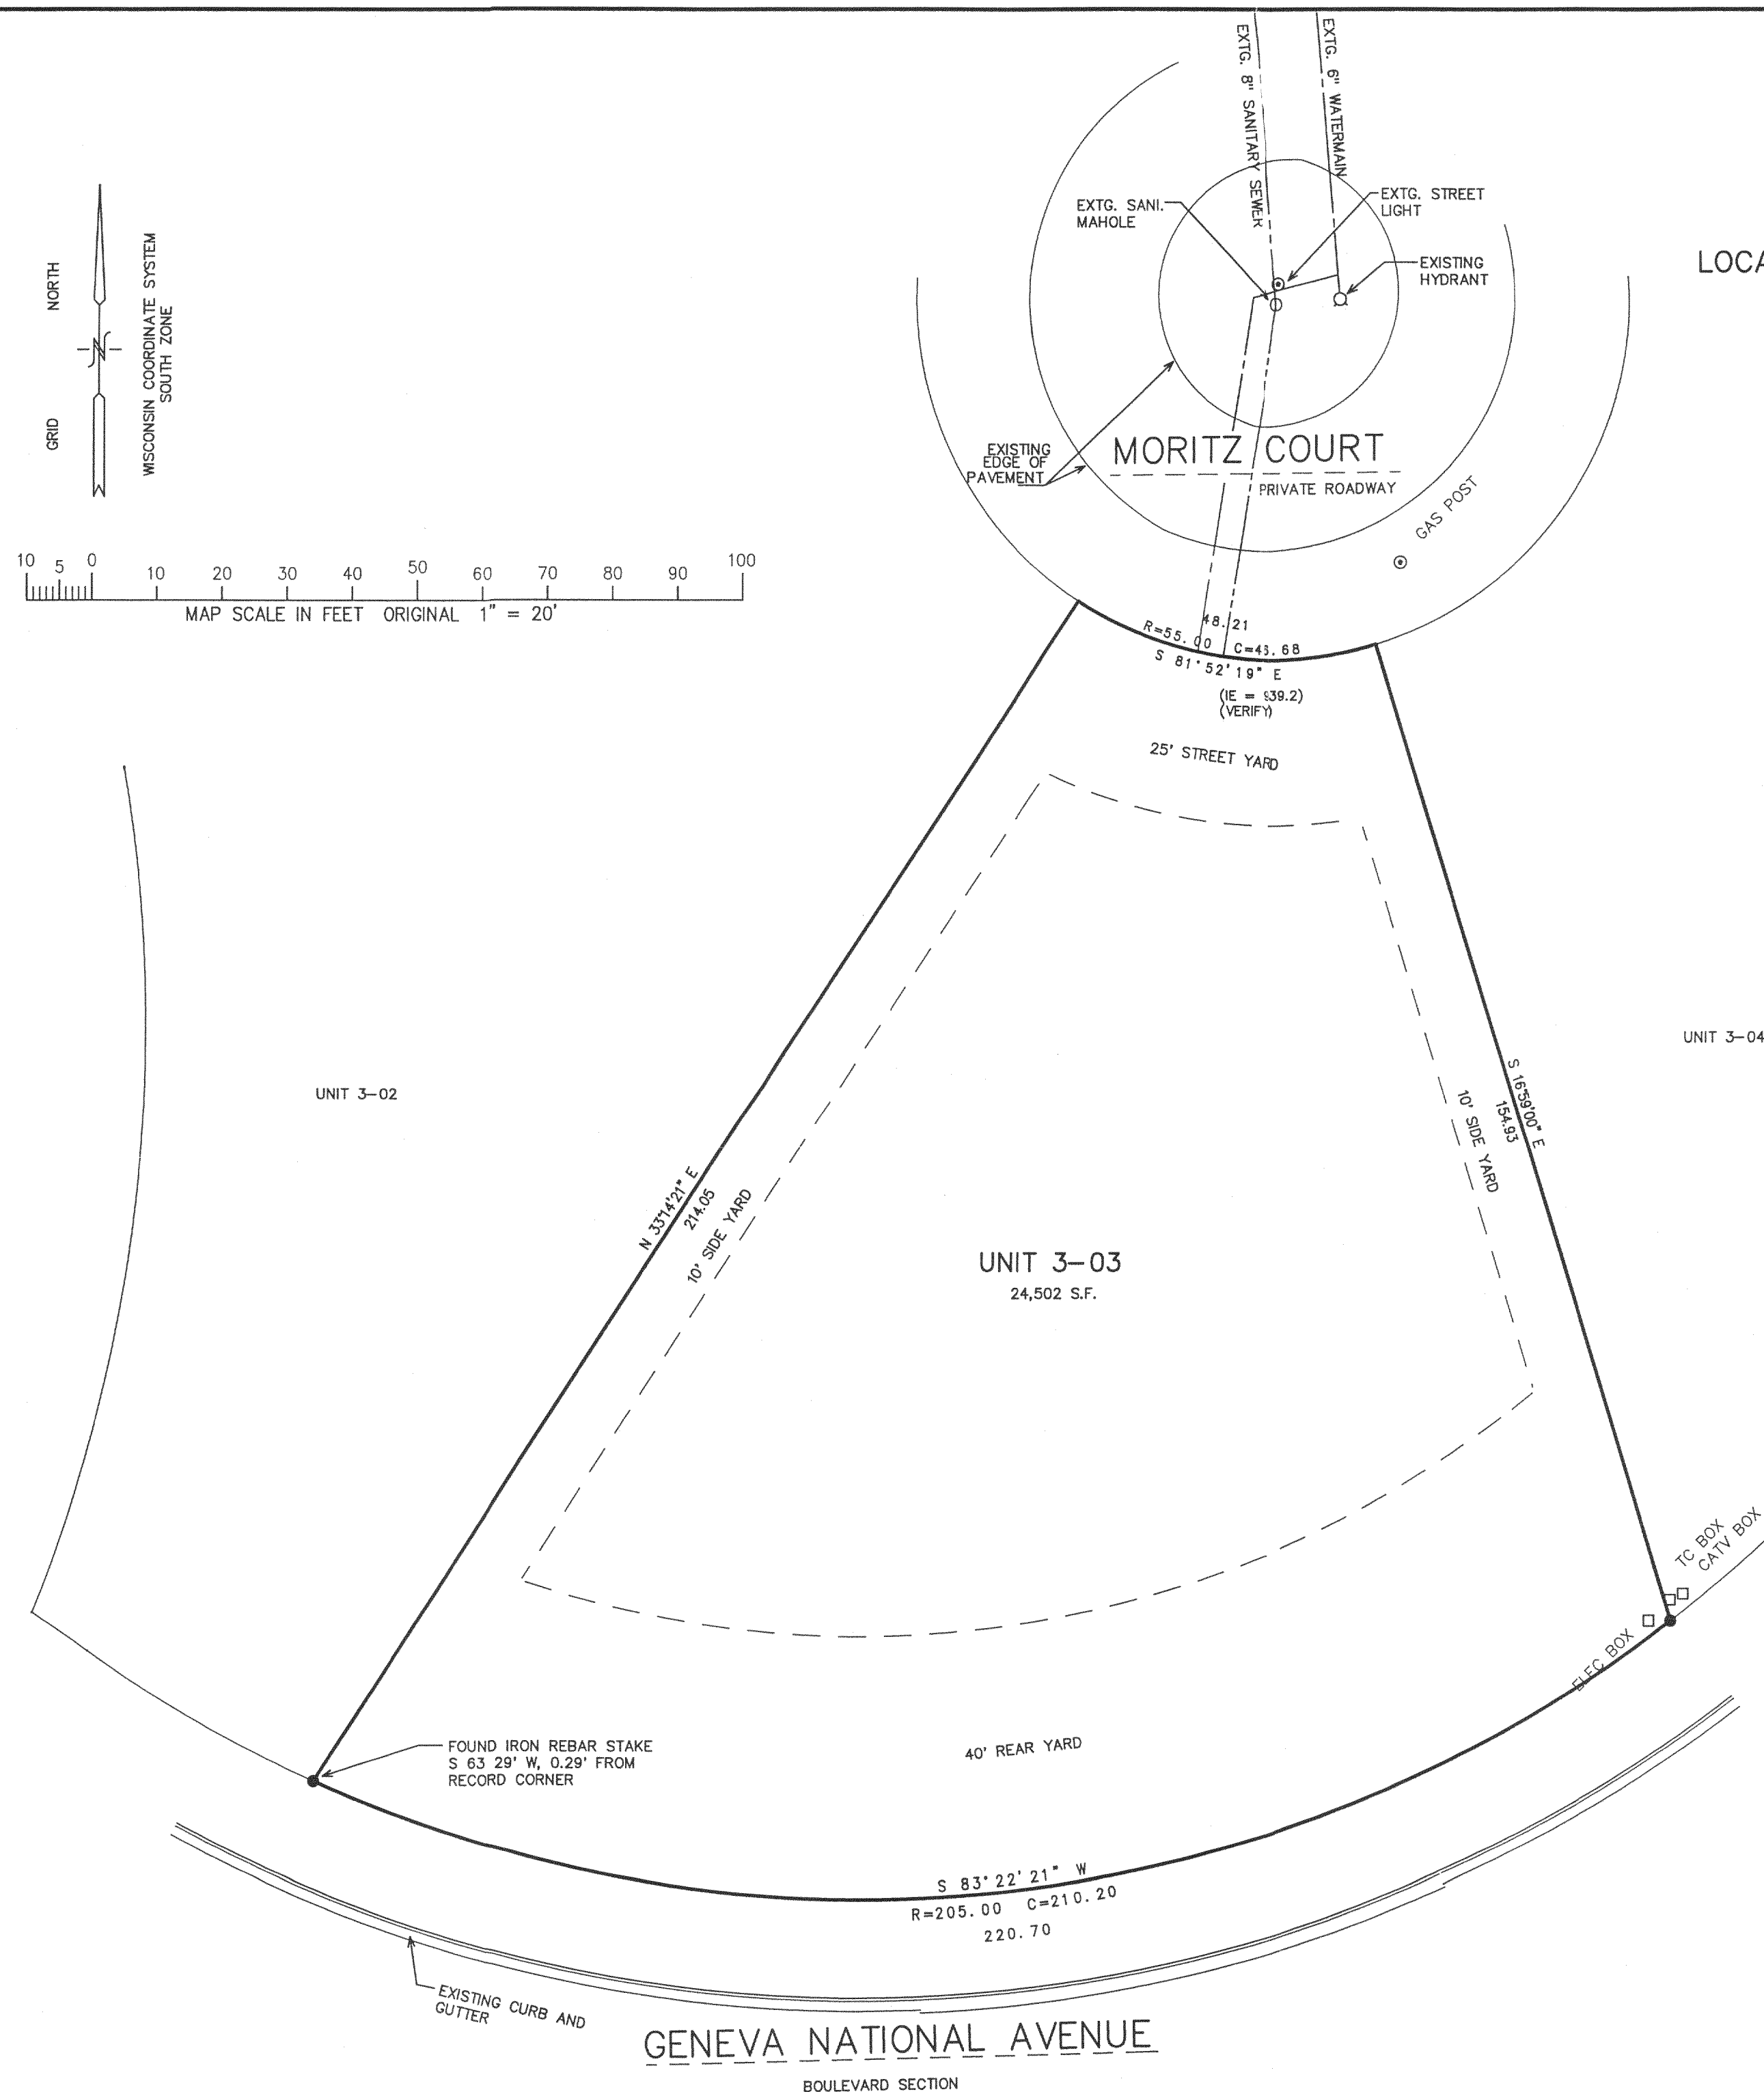 EXTG. 8" SANITARY SEWER
EXTG. 6" WATERMAIN
EXTG. SANI.
MAHOLE
EXTG. STREET
LIGHT
EXISTING
HYDRANT
LOCA
NORTH
GRID
WISCONSIN COORDINATE SYSTEM
SOUTH ZONE
N
EXISTING
EDGE OF
PAVEMENT
MORITZ COURT
PRIVATE ROADWAY
GAS POST
10 5 0 10 20 30 40 50 60 70 80 90 100
MAP SCALE IN FEET ORIGINAL 1" = 20'
48.21
R=55.00 C=46.68
S 81°52'19" E
(IE = 939.2)
(VERIFY)
25' STREET YARD
UNIT 3-04
UNIT 3-02
S 16°59'00" E
154.93
10' SIDE YARD
N 33°14'21" E
214.05
10' SIDE YARD
UNIT 3-03
24,502 S.F.
TC BOX
CATV BOX
ELEC BOX
FOUND IRON REBAR STAKE
S 63 29' W, 0.29' FROM
RECORD CORNER
40' REAR YARD
S 83°22'21" W
R=205.00 C=210.20
220.70
EXISTING CURB AND
GUTTER
GENEVA NATIONAL AVENUE
BOULEVARD SECTION